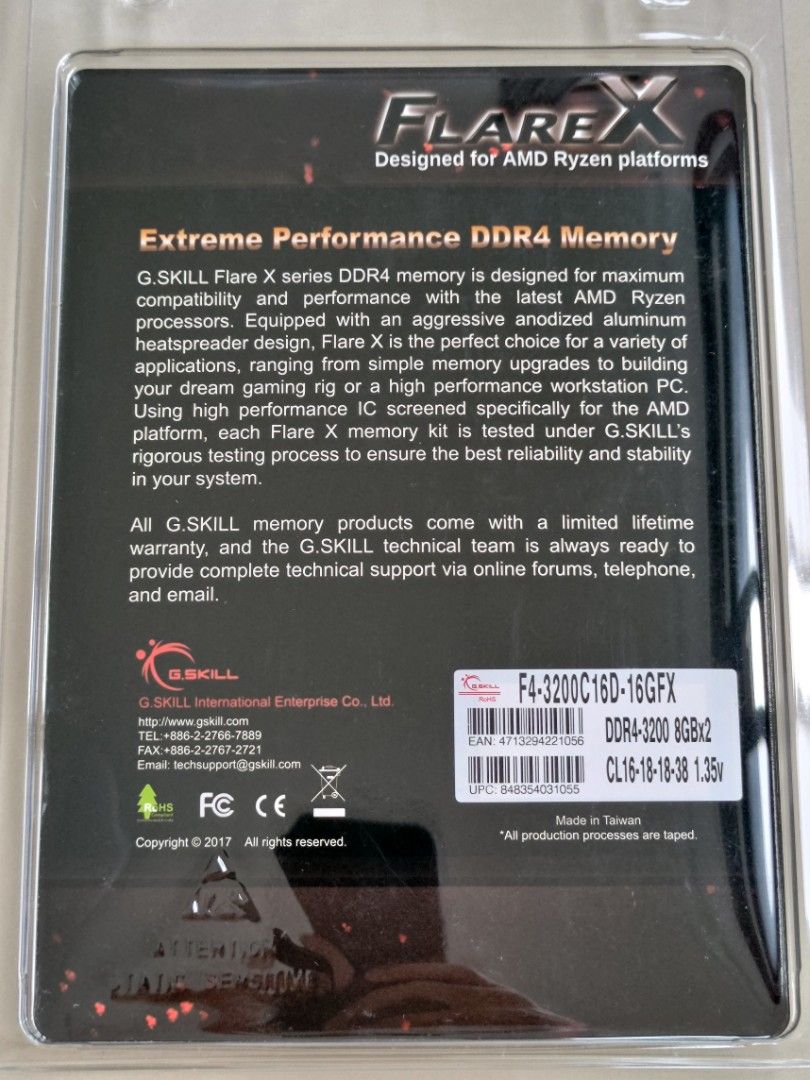 FLAREX
Designed for AMD Ryzen platforms
Extreme Performance DDR4 Memory
G.SKILL Flare X series DDR4 memory is designed for maximum
compatibility and performance with the latest AMD Ryzen
processors. Equipped with an aggressive anodized aluminum
heatspreader design, Flare X is the perfect choice for a variety of
applications, ranging from simple memory upgrades to building
your dream gaming rig or a high performance workstation PC.
Using high performance IC screened specifically for the AMD
platform, each Flare X memory kit is tested under G.SKILL's
rigorous testing process to ensure the best reliability and stability
in your system.
All G.SKILL memory products come with a limited lifetime
warranty, and the G.SKILL technical team is always ready to
provide complete technical support via online forums, telephone,
and email.
G.SKILL
G.SKILL International Enterprise Co., Ltd.
http://www.gskill.com
TEL:+886-2-2766-7889
FAX:+886-2-2767-2721
Email: techsupport@gskill.com
RoHS
FC CE
Copyright © 2017 All rights reserved.
G.SKILL
RoHS
F4-3200C16D-16GFX
EAN: 4713294221056
DDR4-3200 8GBx2
UPC: 848354031055
CL16-18-18-38 1.35v
Made in Taiwan
*All production processes are taped.
ATTENTION
STATIC SENSITIVE